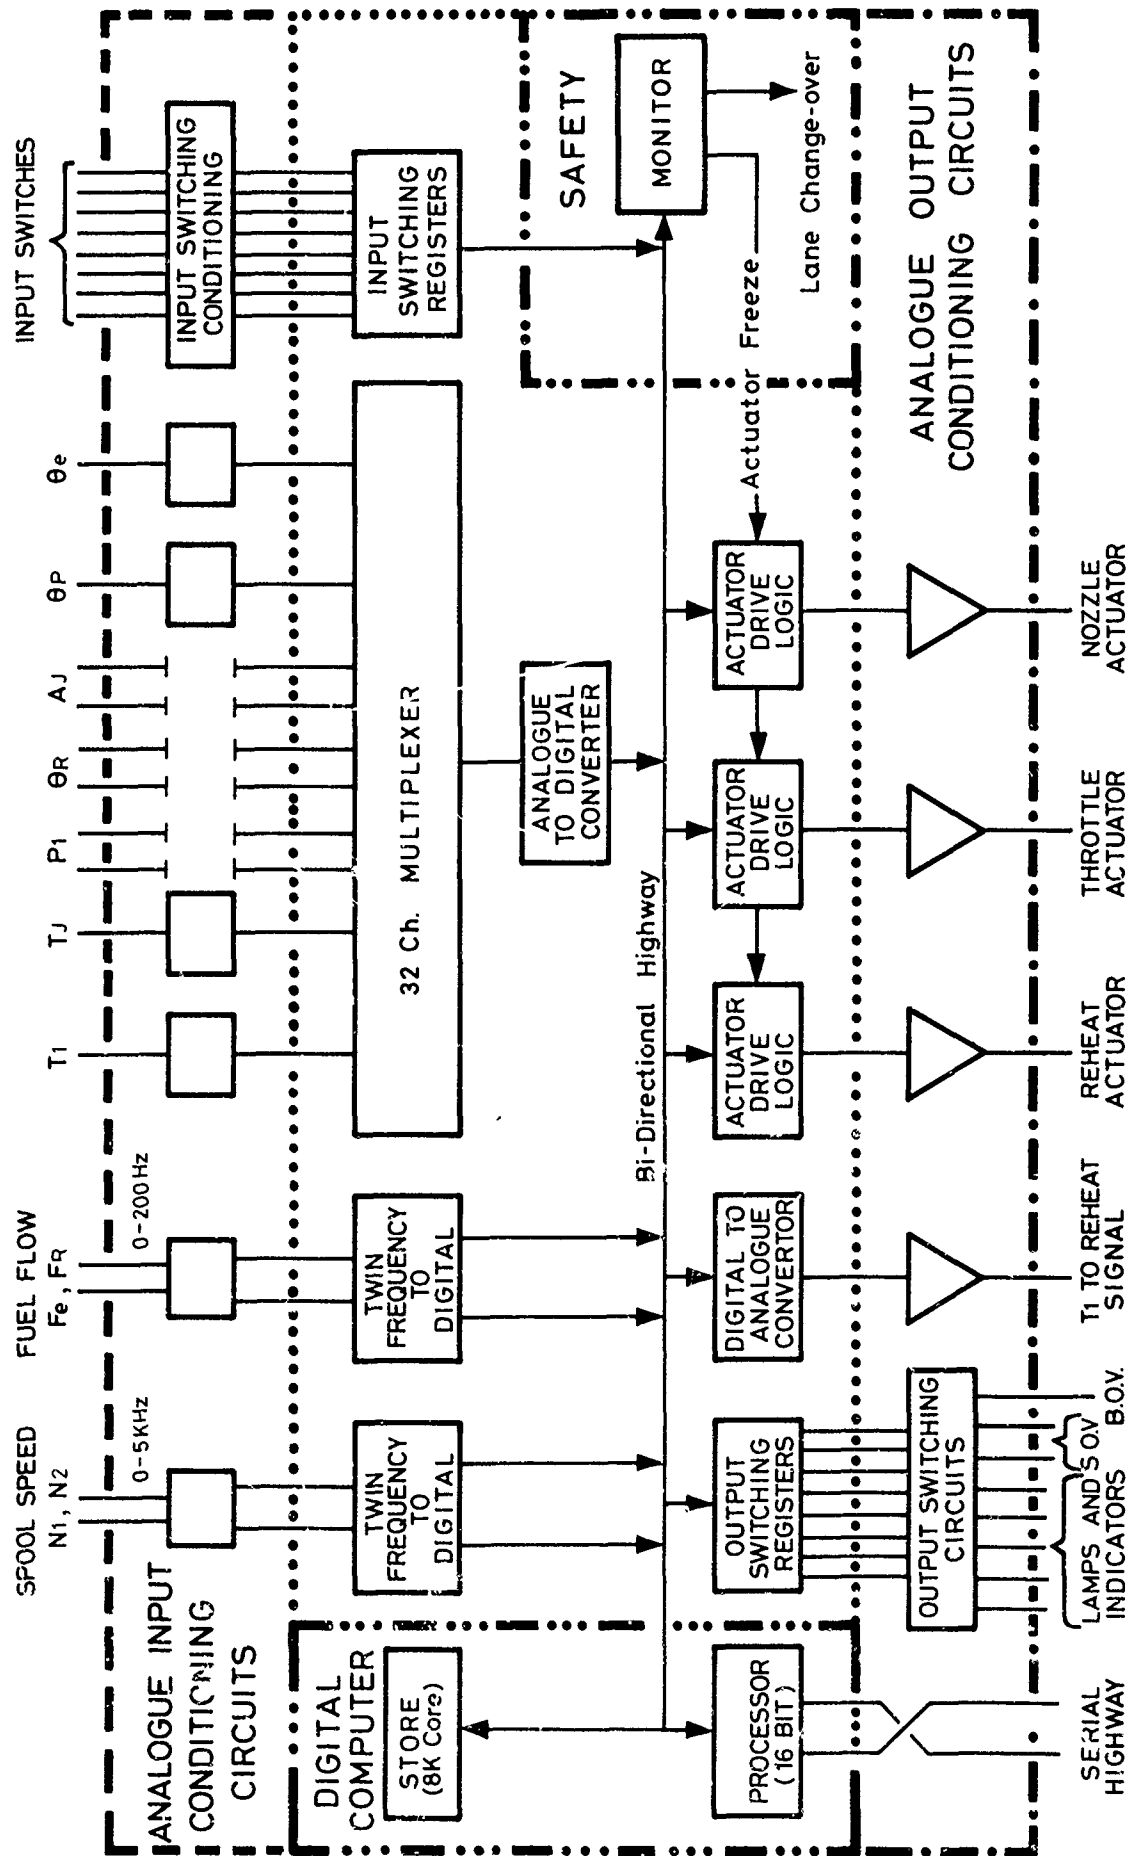 SPOOL SPEED
N1, N2
FUEL FLOW
Fe, FR
T1
TJ
P1
θR
AJ
θP
θe
INPUT SWITCHES
0-5KHz
0-200Hz
ANALOGUE INPUT
CONDITIONING
CIRCUITS
INPUT SWITCHING
CONDITIONING
DIGITAL
COMPUTER
STORE
(8K Core)
TWIN
FREQUENCY
TO
DIGITAL
TWIN
FREQUENCY
TO
DIGITAL
32 Ch. MULTIPLEXER
INPUT
SWITCHING
REGISTERS
ANALOGUE
TO DIGITAL
CONVERTER
SAFETY
MONITOR
Bi-Directional Highway
PROCESSOR
(16 BIT)
OUTPUT
SWITCHING
REGISTERS
DIGITAL TO
ANALOGUE
CONVERTOR
ACTUATOR
DRIVE
LOGIC
ACTUATOR
DRIVE
LOGIC
ACTUATOR
DRIVE
LOGIC
Actuator Freeze
Lane Change-over
OUTPUT SWITCHING
CIRCUITS
ANALOGUE OUTPUT
CONDITIONING CIRCUITS
SERIAL
HIGHWAY
LAMPS AND
INDICATORS
S.O.V
B.O.V.
T1 TO REHEAT
SIGNAL
REHEAT
ACTUATOR
THROTTLE
ACTUATOR
NOZZLE
ACTUATOR